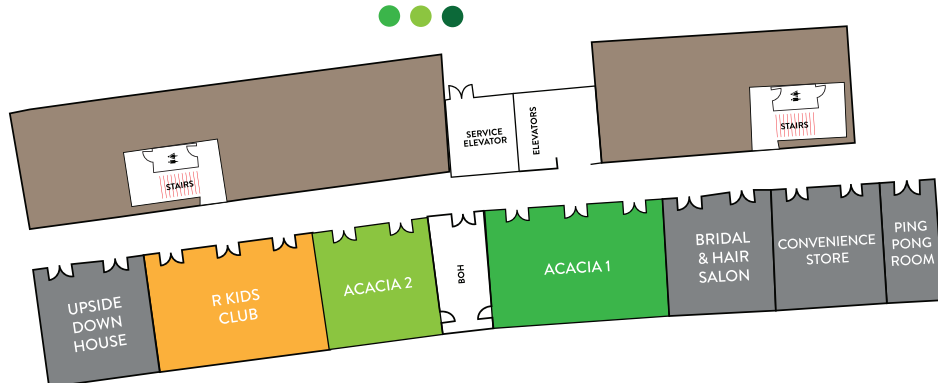 SERVICE
ELEVATOR
ELEVATORS
STAIRS
STAIRS
UPSIDE
DOWN
HOUSE
R KIDS
CLUB
ACACIA 2
BOH
ACACIA 1
BRIDAL
& HAIR
SALON
CONVENIENCE
STORE
PING
PONG
ROOM